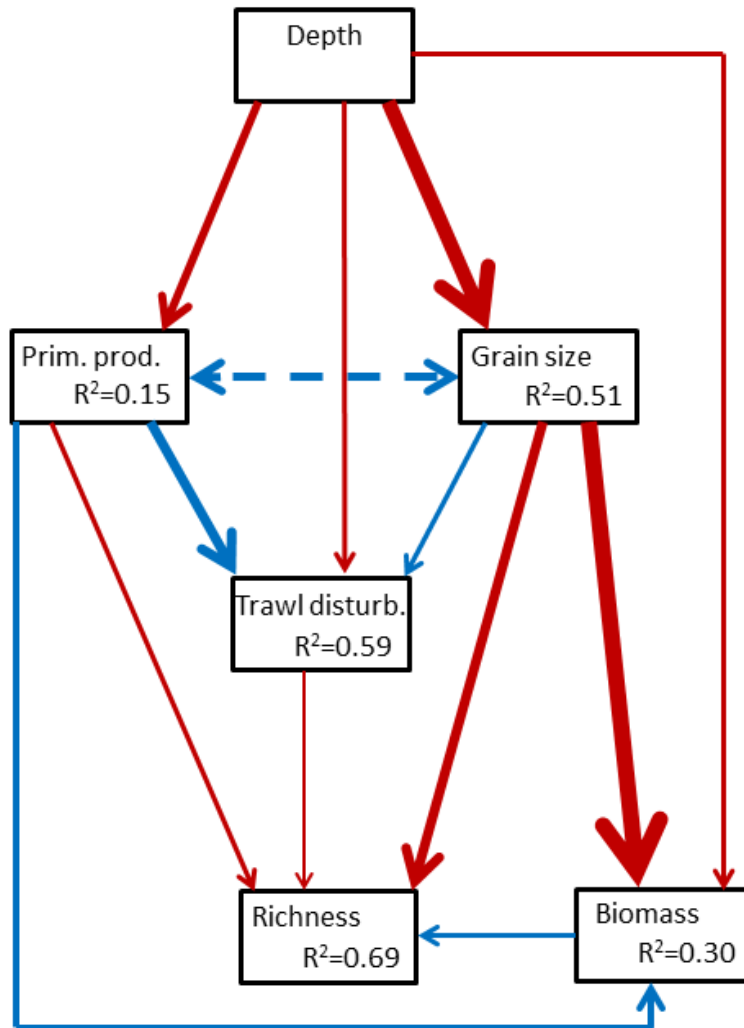 Depth
Prim. prod.
R²=0.15
Grain size
R²=0.51
Trawl disturb.
R²=0.59
Richness
R²=0.69
Biomass
R²=0.30